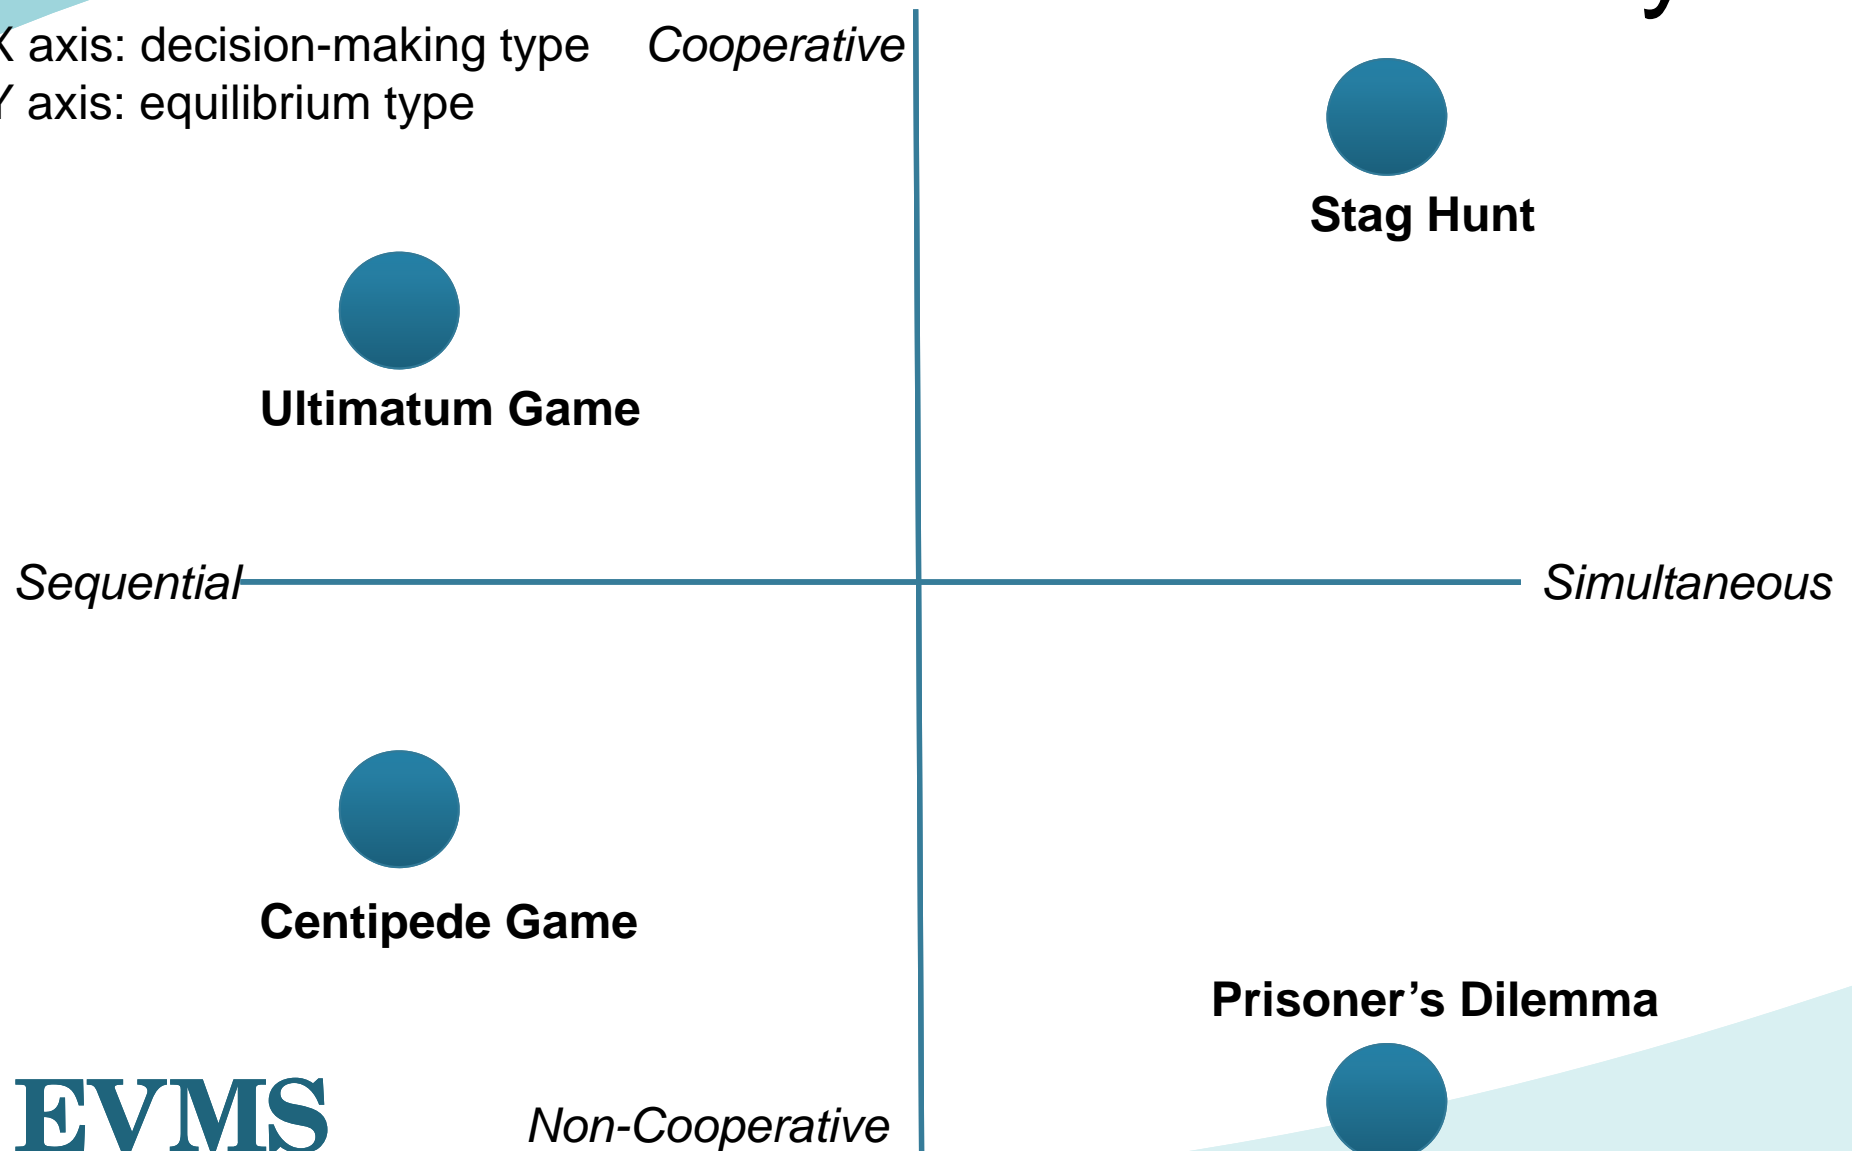 X axis: decision-making type
Y axis: equilibrium type
Cooperative
Stag Hunt
Ultimatum Game
Sequential
Simultaneous
Centipede Game
Prisoner’s Dilemma
Non-Cooperative
EVMS